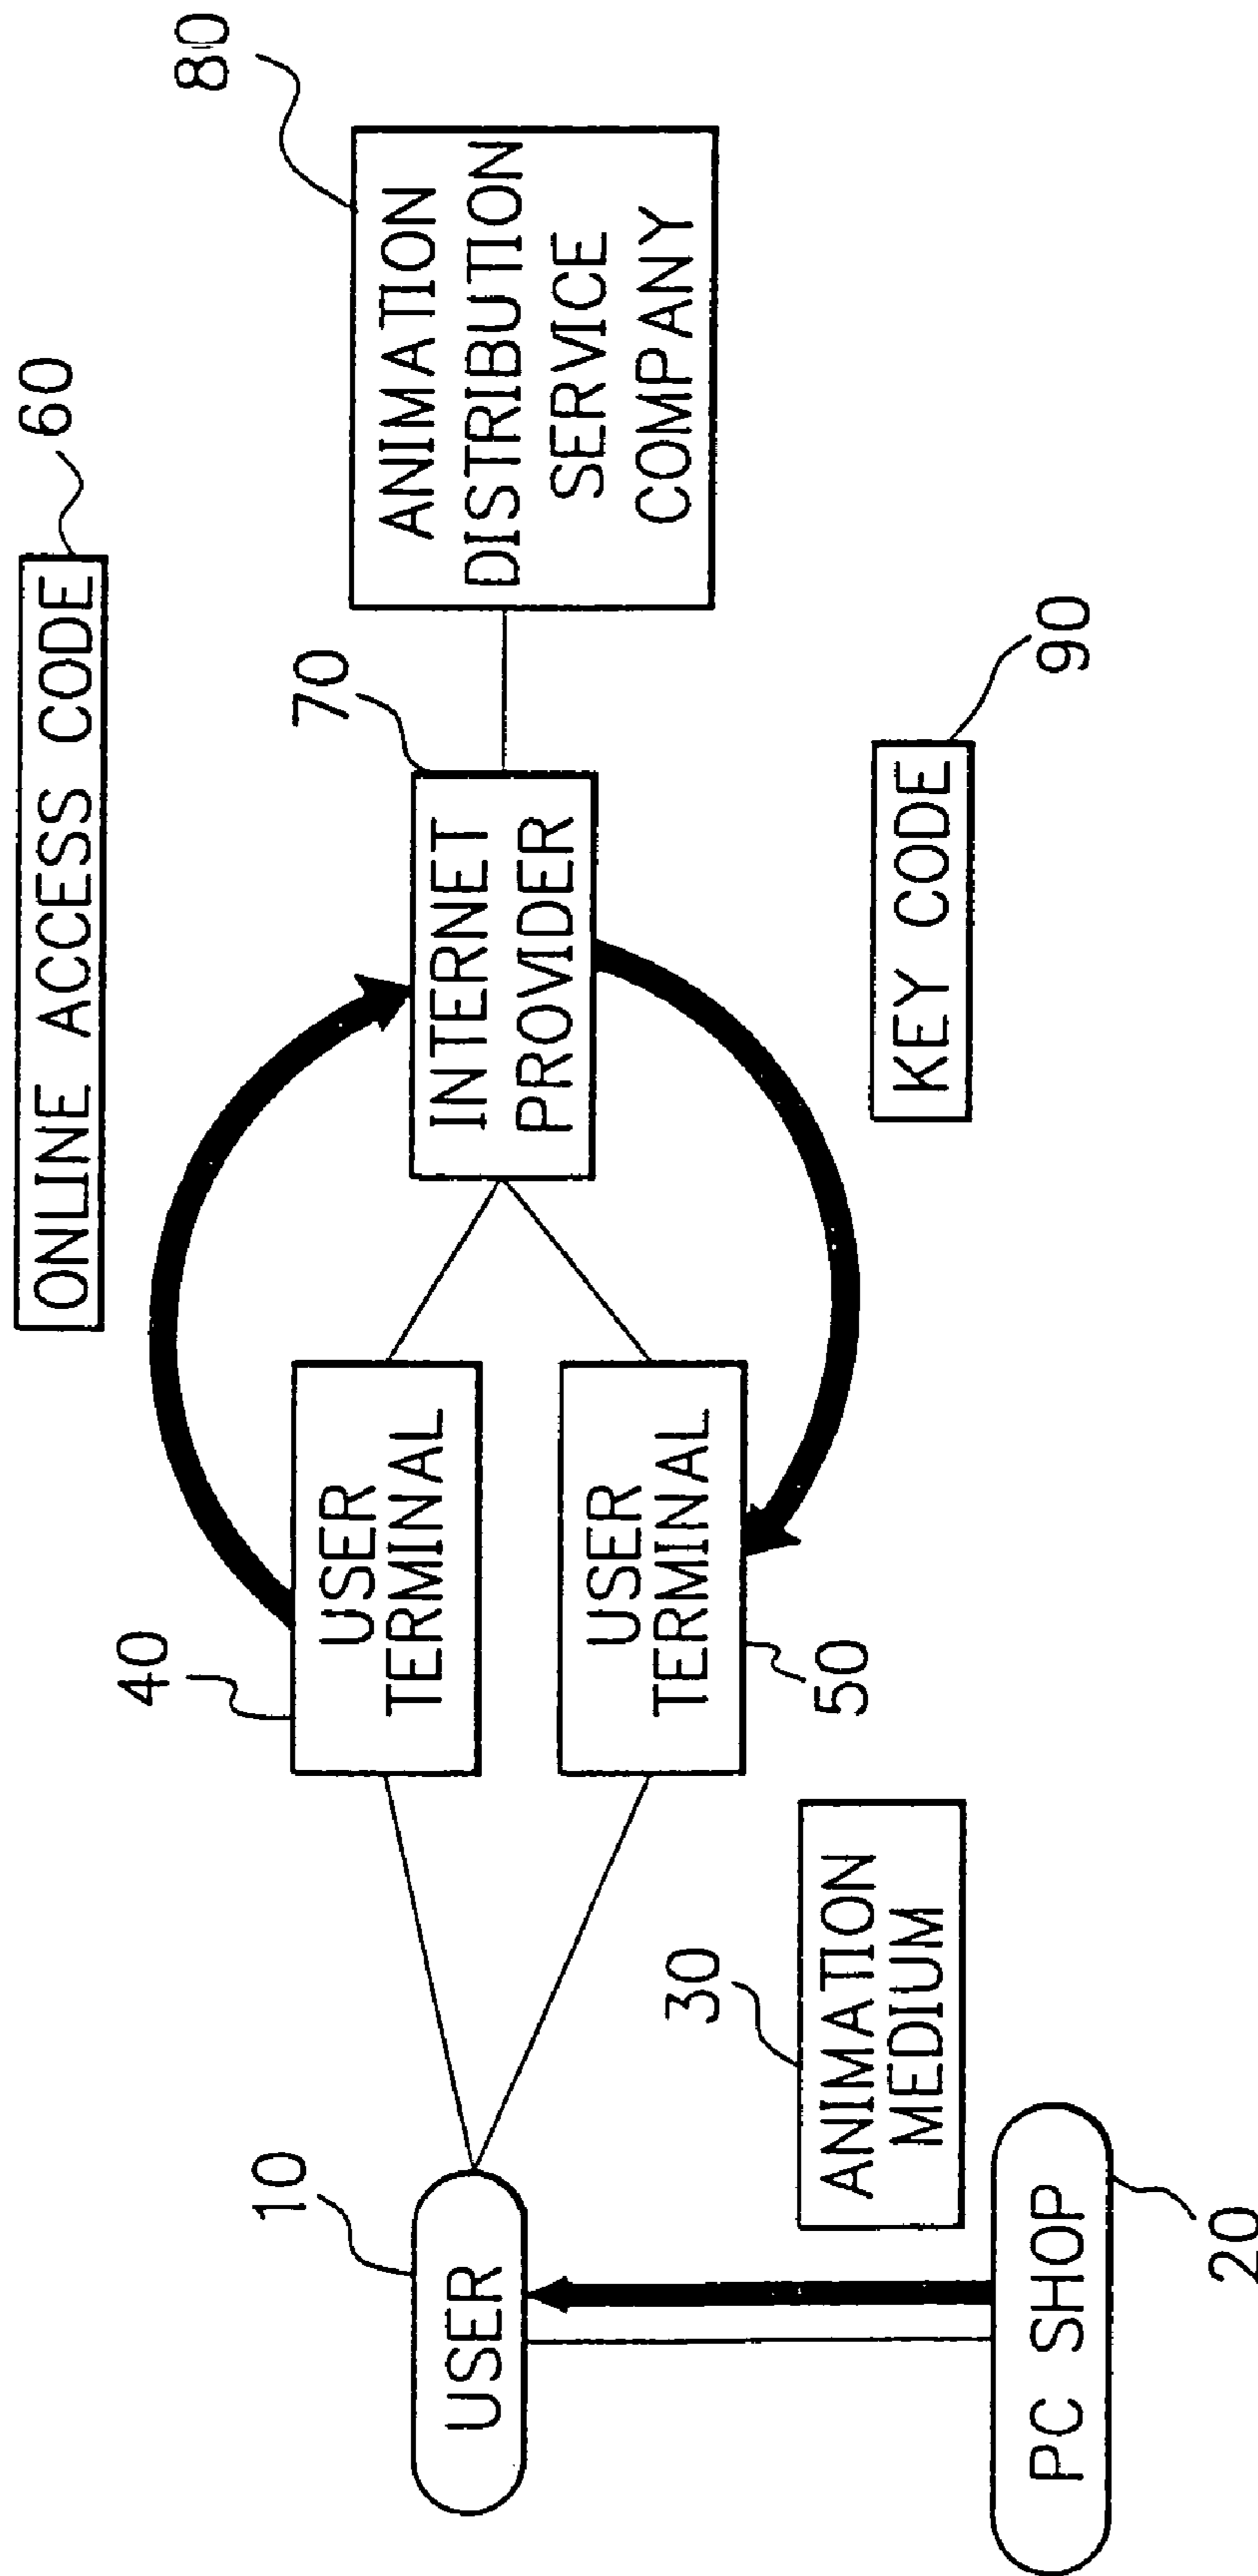 ONLINE ACCESS CODE
60
80
40
70
10
USER
TERMINAL
INTERNET
PROVIDER
ANIMATION
DISTRIBUTION
SERVICE
COMPANY
USER
USER
TERMINAL
30
50
ANIMATION
MEDIUM
KEY CODE
90
PC SHOP
20